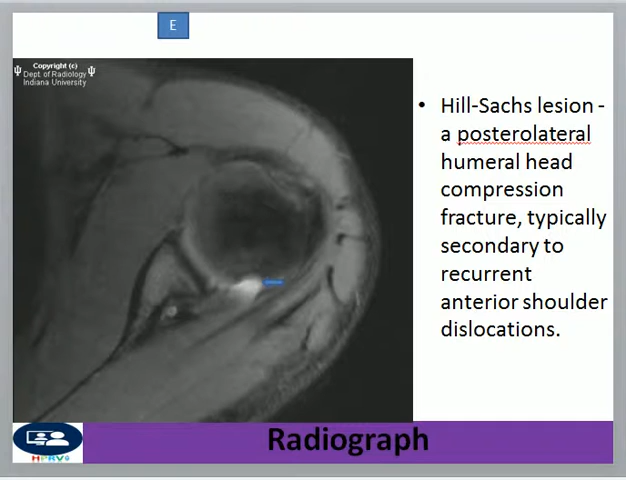 E
Copyright (c)
Dept of Radiology
Indiana University
• Hill-Sachs lesion -
a posterolateral
humeral head
compression
fracture, typically
secondary to
recurrent
anterior shoulder
dislocations.
Radiograph